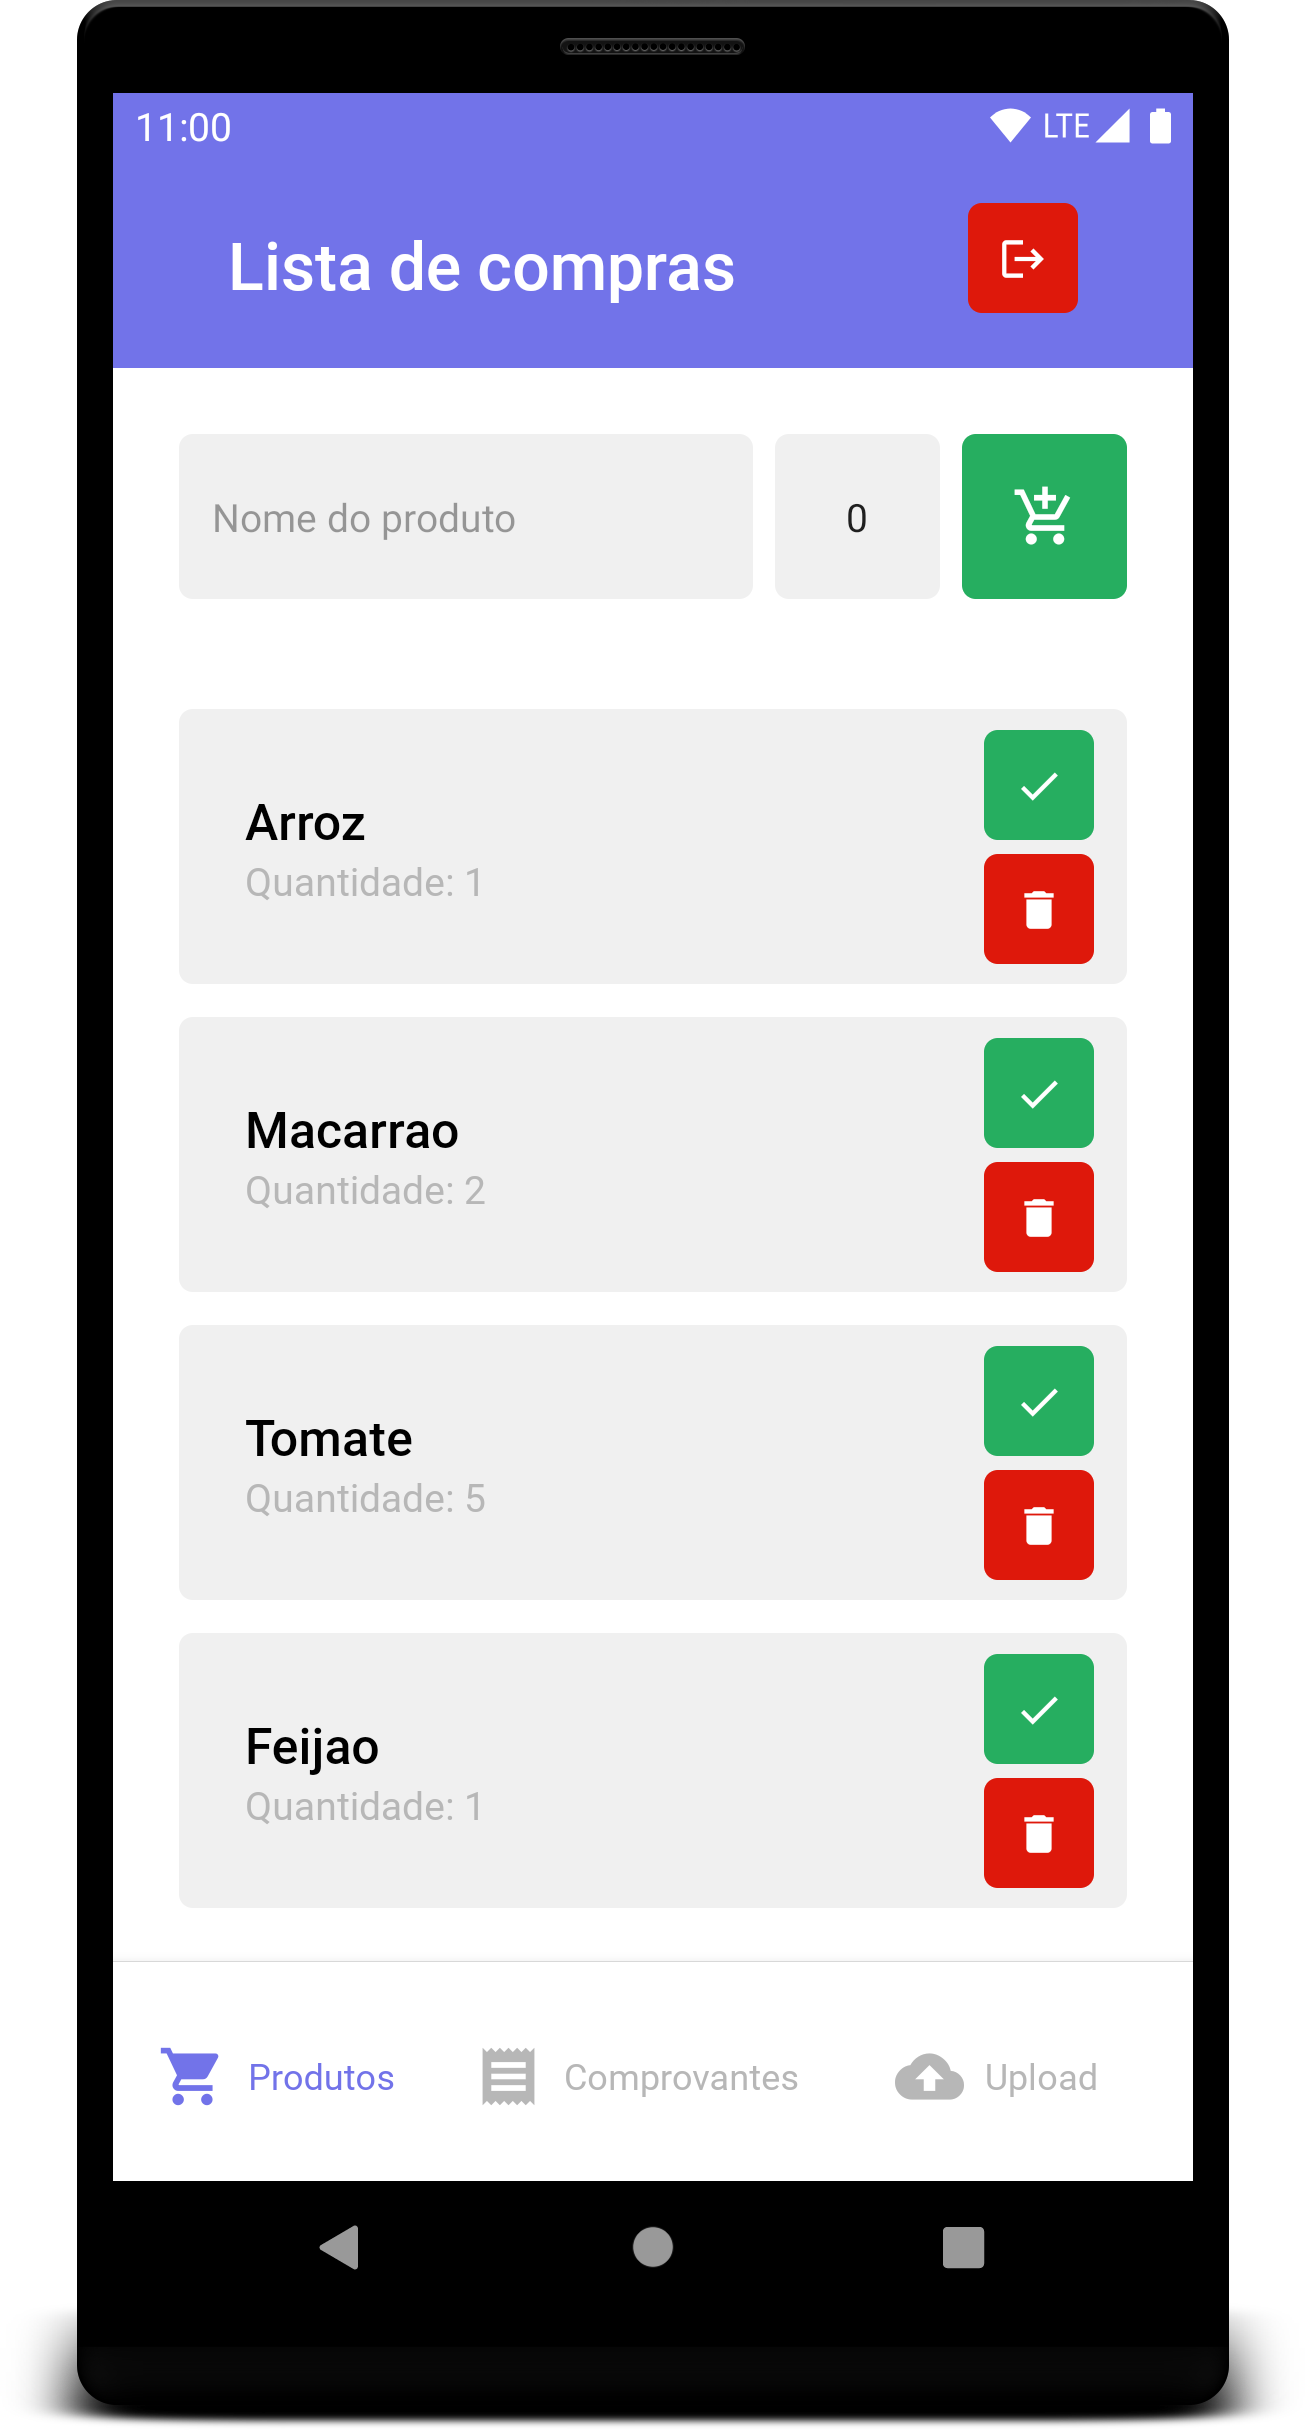 11:00 LTE
Lista de compras
Nome do produto 0
Arroz
Quantidade: 1
Macarrao
Quantidade: 2
Tomate
Quantidade: 5
Feijao
Quantidade: 1
Produtos Comprovantes Upload